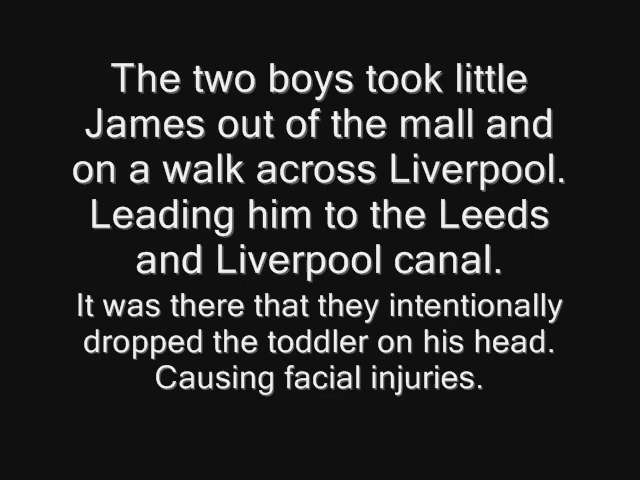 The two boys took little
James out of the mall and
on a walk across Liverpool.
Leading him to the Leeds
and Liverpool canal.
It was there that they intentionally
dropped the toddler on his head.
Causing facial injuries.